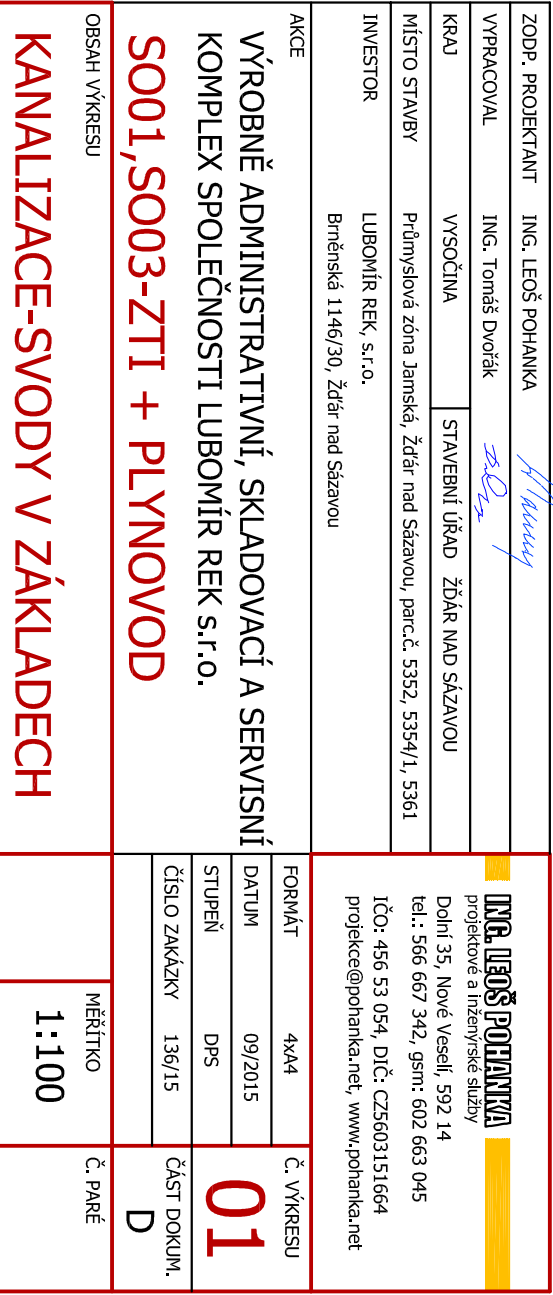 ZODP. PROJEKTANT ING. LEOŠ POHANKA
VYPRACOVAL ING. Tomáš Dvořák
KRAJ VYSOČINA STAVEBNÍ ÚŘAD ŽĎÁR NAD SÁZAVOU
MÍSTO STAVBY Průmyslová zóna Jamská, Žďár nad Sázavou, parc.č. 5352, 5354/1, 5361
INVESTOR LUBOMÍR REK, s.r.o.
Brněnská 1146/30, Žďár nad Sázavou
ING. LEOŠ POHANKA
projektové a inženýrské služby
Dolní 35, Nové Veselí, 592 14
tel.: 566 667 342, gsm: 602 663 045
IČO: 456 53 054, DIČ: CZ5603151664
projekce@pohanka.net, www.pohanka.net
AKCE
VÝROBNĚ ADMINISTRATIVNÍ, SKLADOVACÍ A SERVISNÍ
KOMPLEX SPOLEČNOSTI LUBOMÍR REK s.r.o.
SO01,SO03-ZTI + PLYNOVOD
FORMÁT 4xA4
DATUM 09/2015
STUPEŇ DPS
ČÍSLO ZAKÁZKY 136/15
Č. VÝKRESU
01
ČÁST DOKUM.
D
OBSAH VÝKRESU
KANALIZACE-SVODY V ZÁKLADECH
MĚŘÍTKO
1:100
Č. PARÉ